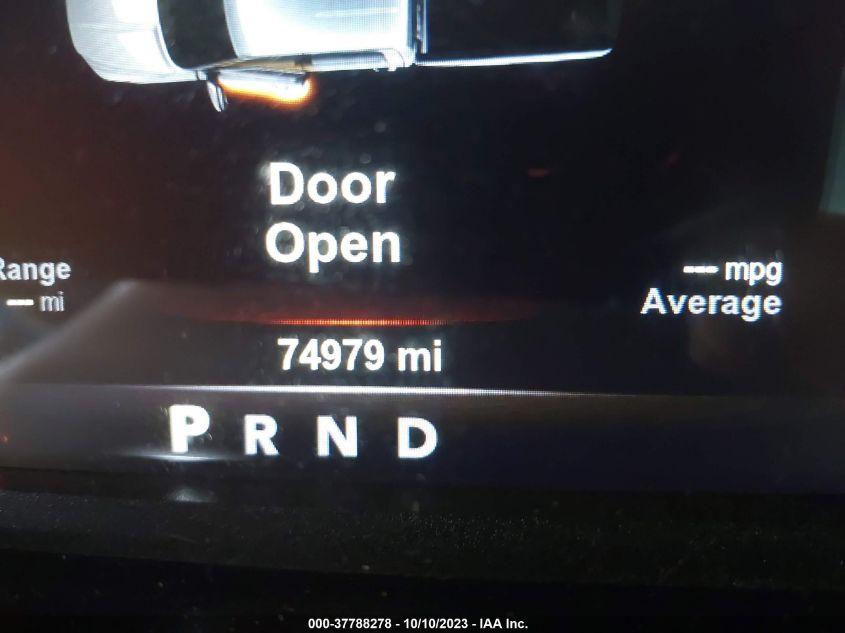 Door
Open
Range
--- mi
--- mpg
Average
74979 mi
P R N D
000-37788278 - 10/10/2023 - IAA Inc.